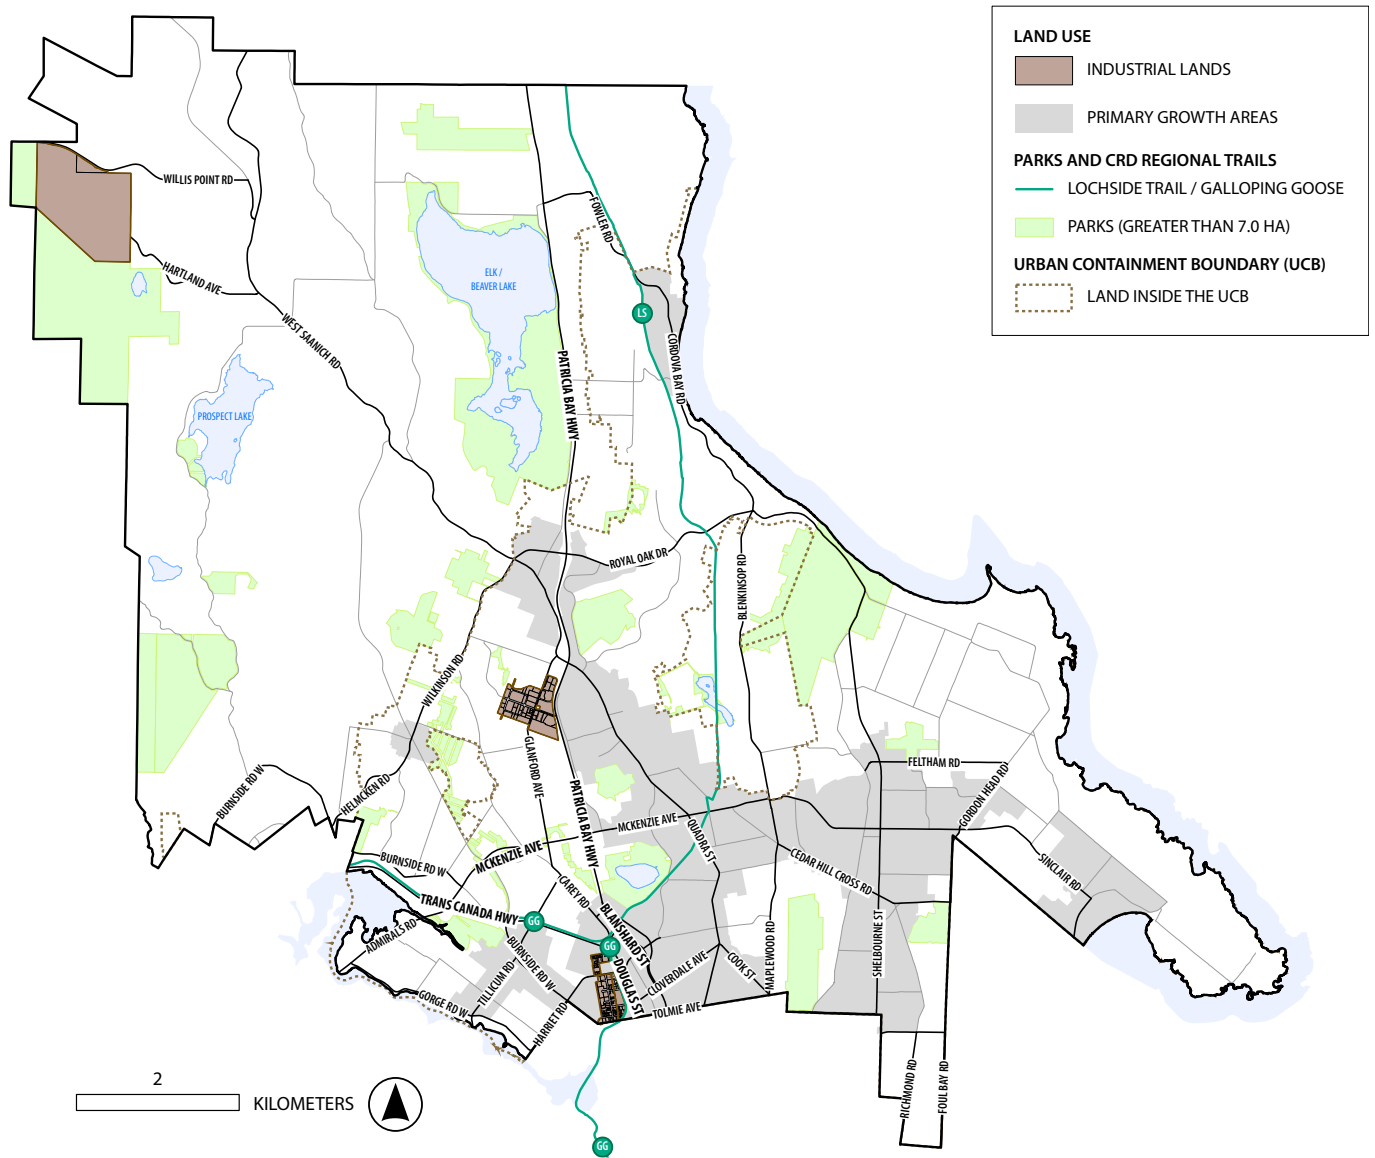 LAND USE
INDUSTRIAL LANDS
PRIMARY GROWTH AREAS
PARKS AND CRD REGIONAL TRAILS
LOCHSIDE TRAIL / GALLOPING GOOSE
PARKS (GREATER THAN 7.0 HA)
URBAN CONTAINMENT BOUNDARY (UCB)
LAND INSIDE THE UCB
WILLIS POINT RD
HARTLAND AVE
WEST SAANICH RD
ELK /
BEAVER LAKE
FOWLER RD
LS
PATRICIA BAY HWY
CORDOVA BAY RD
PROSPECT LAKE
ROYAL OAK DR
BLENKINSOP RD
WILKINSON RD
GLANFORD AVE
BURNSIDE RD W
HELMCKEN RD
PATRICIA BAY HWY
FELTHAM RD
GORDON HEAD RD
MCKENZIE AVE
MCKENZIE AVE
QUADRA ST
BURNSIDE RD W
CEDAR HILL CROSS RD
SINCLAIR RD
CAREY RD
TRANS CANADA HWY
GG
GG
BLANSHARD ST
ADMIRALS RD
BURNSIDE RD W
DOUGLAS ST
CLOVERDALE AVE
COOK ST
MAPLEWOOD RD
SHELBOURNE ST
TILLICUM RD
GORGE RD W
HARRIET RD
TOLMIE AVE
RICHMOND RD
FOUL BAY RD
2
KILOMETERS
GG